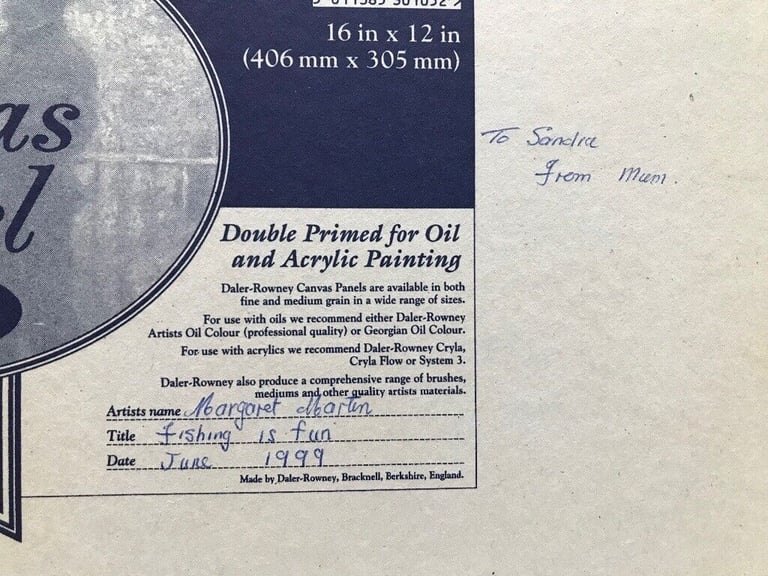 16 in x 12 in
(406 mm x 305 mm)
as
l
To Sandra
From Mum.
Double Primed for Oil
and Acrylic Painting
Daler-Rowney Canvas Panels are available in both
fine and medium grain in a wide range of sizes.
For use with oils we recommend either Daler-Rowney
Artists Oil Colour (professional quality) or Georgian Oil Colour.
For use with acrylics we recommend Daler-Rowney Cryla,
Cryla Flow or System 3.
Daler-Rowney also produce a comprehensive range of brushes,
mediums and other quality artists materials.
Artists name Margaret Martin
Title Fishing is fun
Date June 1999
Made by Daler-Rowney, Bracknell, Berkshire, England.